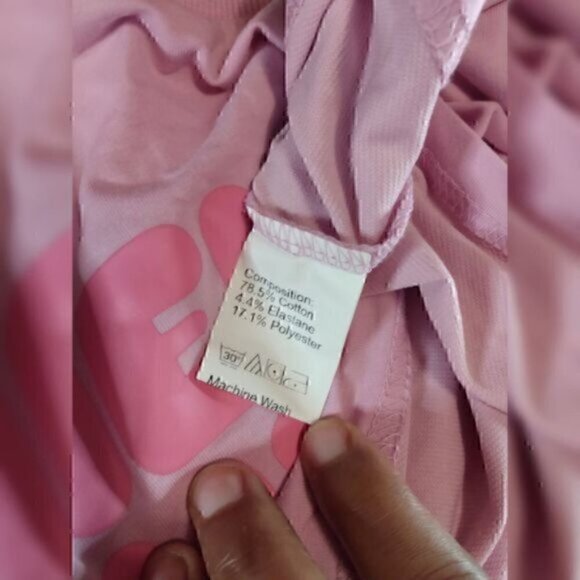 Composition:
78.5% Cotton
4.4% Elastane
17.1% Polyester
30°
Machine Wash